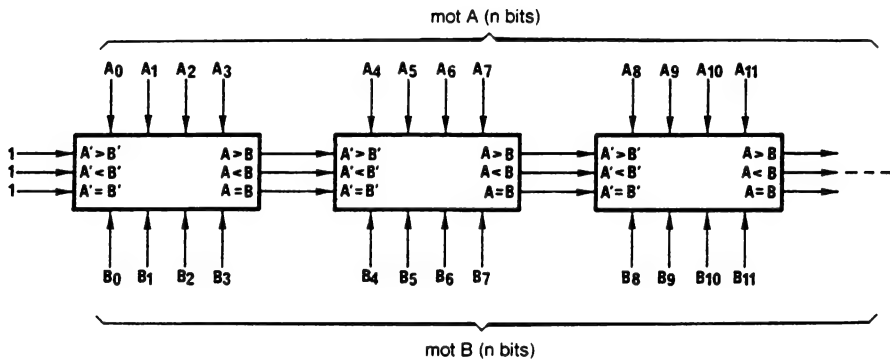 mot A (n bits)
A0 A1 A2 A3 A4 A5 A6 A7 A8 A9 A10 A11
1 A'>B' A>B A'>B' A>B A'>B' A>B
1 A'<B' A<B A'<B' A<B A'<B' A<B
1 A'=B' A=B A'=B' A=B A'=B' A=B
B0 B1 B2 B3 B4 B5 B6 B7 B8 B9 B10 B11
mot B (n bits)